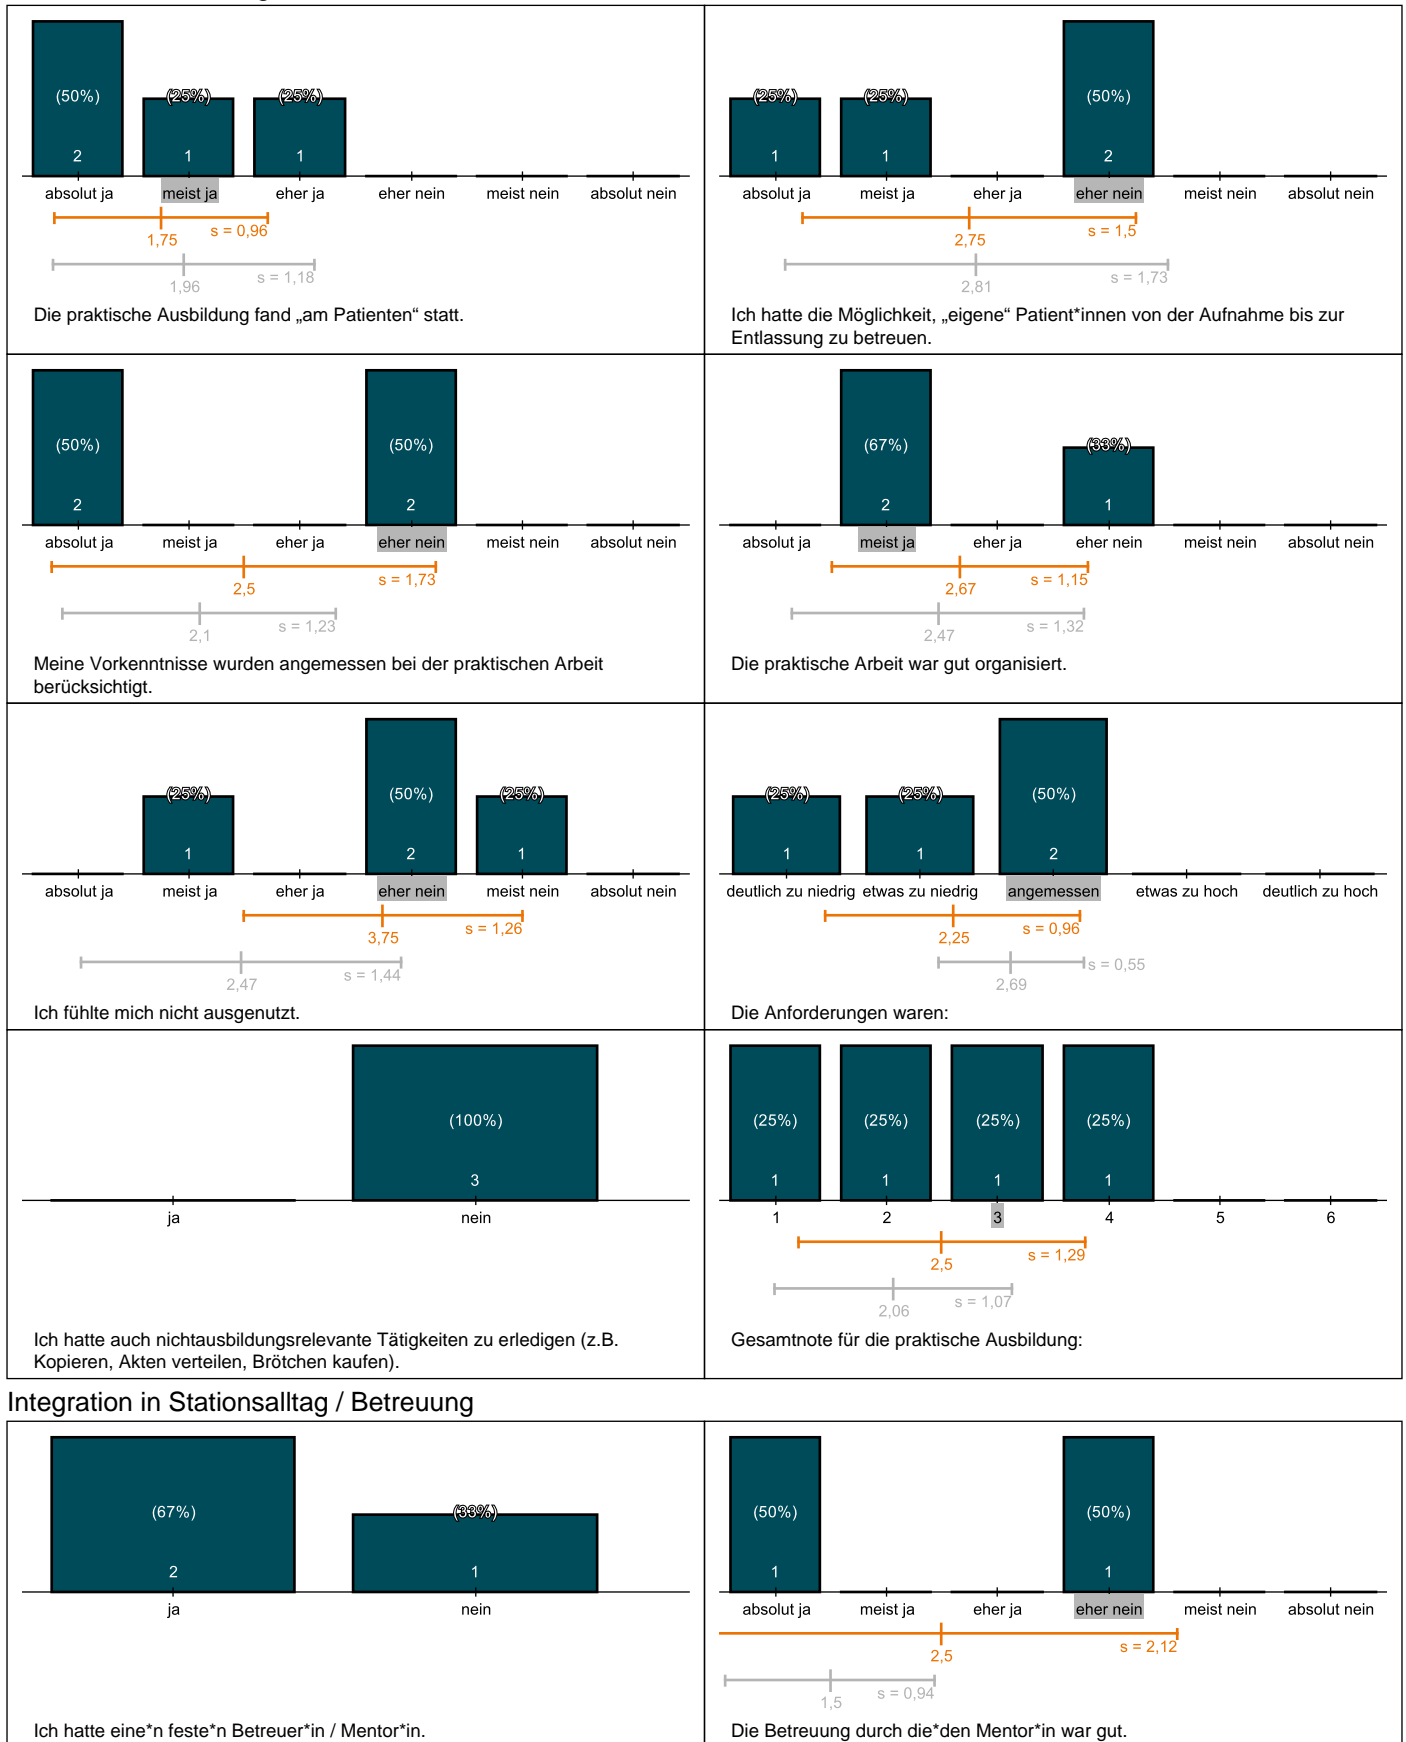 (50%)
(25%)
(25%)
2
1
1
absolut ja
meist ja
eher ja
eher nein
meist nein
absolut nein
1,75
s = 0,96
1,96
s = 1,18
Die praktische Ausbildung fand „am Patienten“ statt.
(25%)
(25%)
(50%)
1
1
2
absolut ja
meist ja
eher ja
eher nein
meist nein
absolut nein
2,75
s = 1,5
2,81
s = 1,73
Ich hatte die Möglichkeit, „eigene“ Patient*innen von der Aufnahme bis zur
Entlassung zu betreuen.
(50%)
(50%)
2
2
absolut ja
meist ja
eher ja
eher nein
meist nein
absolut nein
2,5
s = 1,73
2,1
s = 1,23
Meine Vorkenntnisse wurden angemessen bei der praktischen Arbeit
berücksichtigt.
(67%)
(33%)
2
1
absolut ja
meist ja
eher ja
eher nein
meist nein
absolut nein
2,67
s = 1,15
2,47
s = 1,32
Die praktische Arbeit war gut organisiert.
(25%)
(50%)
(25%)
1
2
1
absolut ja
meist ja
eher ja
eher nein
meist nein
absolut nein
3,75
s = 1,26
2,47
s = 1,44
Ich fühlte mich nicht ausgenutzt.
(25%)
(25%)
(50%)
1
1
2
deutlich zu niedrig
etwas zu niedrig
angemessen
etwas zu hoch
deutlich zu hoch
2,25
s = 0,96
2,69
s = 0,55
Die Anforderungen waren:
(100%)
3
ja
nein
Ich hatte auch nichtausbildungsrelevante Tätigkeiten zu erledigen (z.B.
Kopieren, Akten verteilen, Brötchen kaufen).
(25%)
(25%)
(25%)
(25%)
1
1
1
1
1
2
3
4
5
6
2,5
s = 1,29
2,06
s = 1,07
Gesamtnote für die praktische Ausbildung:
Integration in Stationsalltag / Betreuung
(67%)
(33%)
2
1
ja
nein
Ich hatte eine*n feste*n Betreuer*in / Mentor*in.
(50%)
(50%)
1
1
absolut ja
meist ja
eher ja
eher nein
meist nein
absolut nein
2,5
s = 2,12
1,5
s = 0,94
Die Betreuung durch die*den Mentor*in war gut.